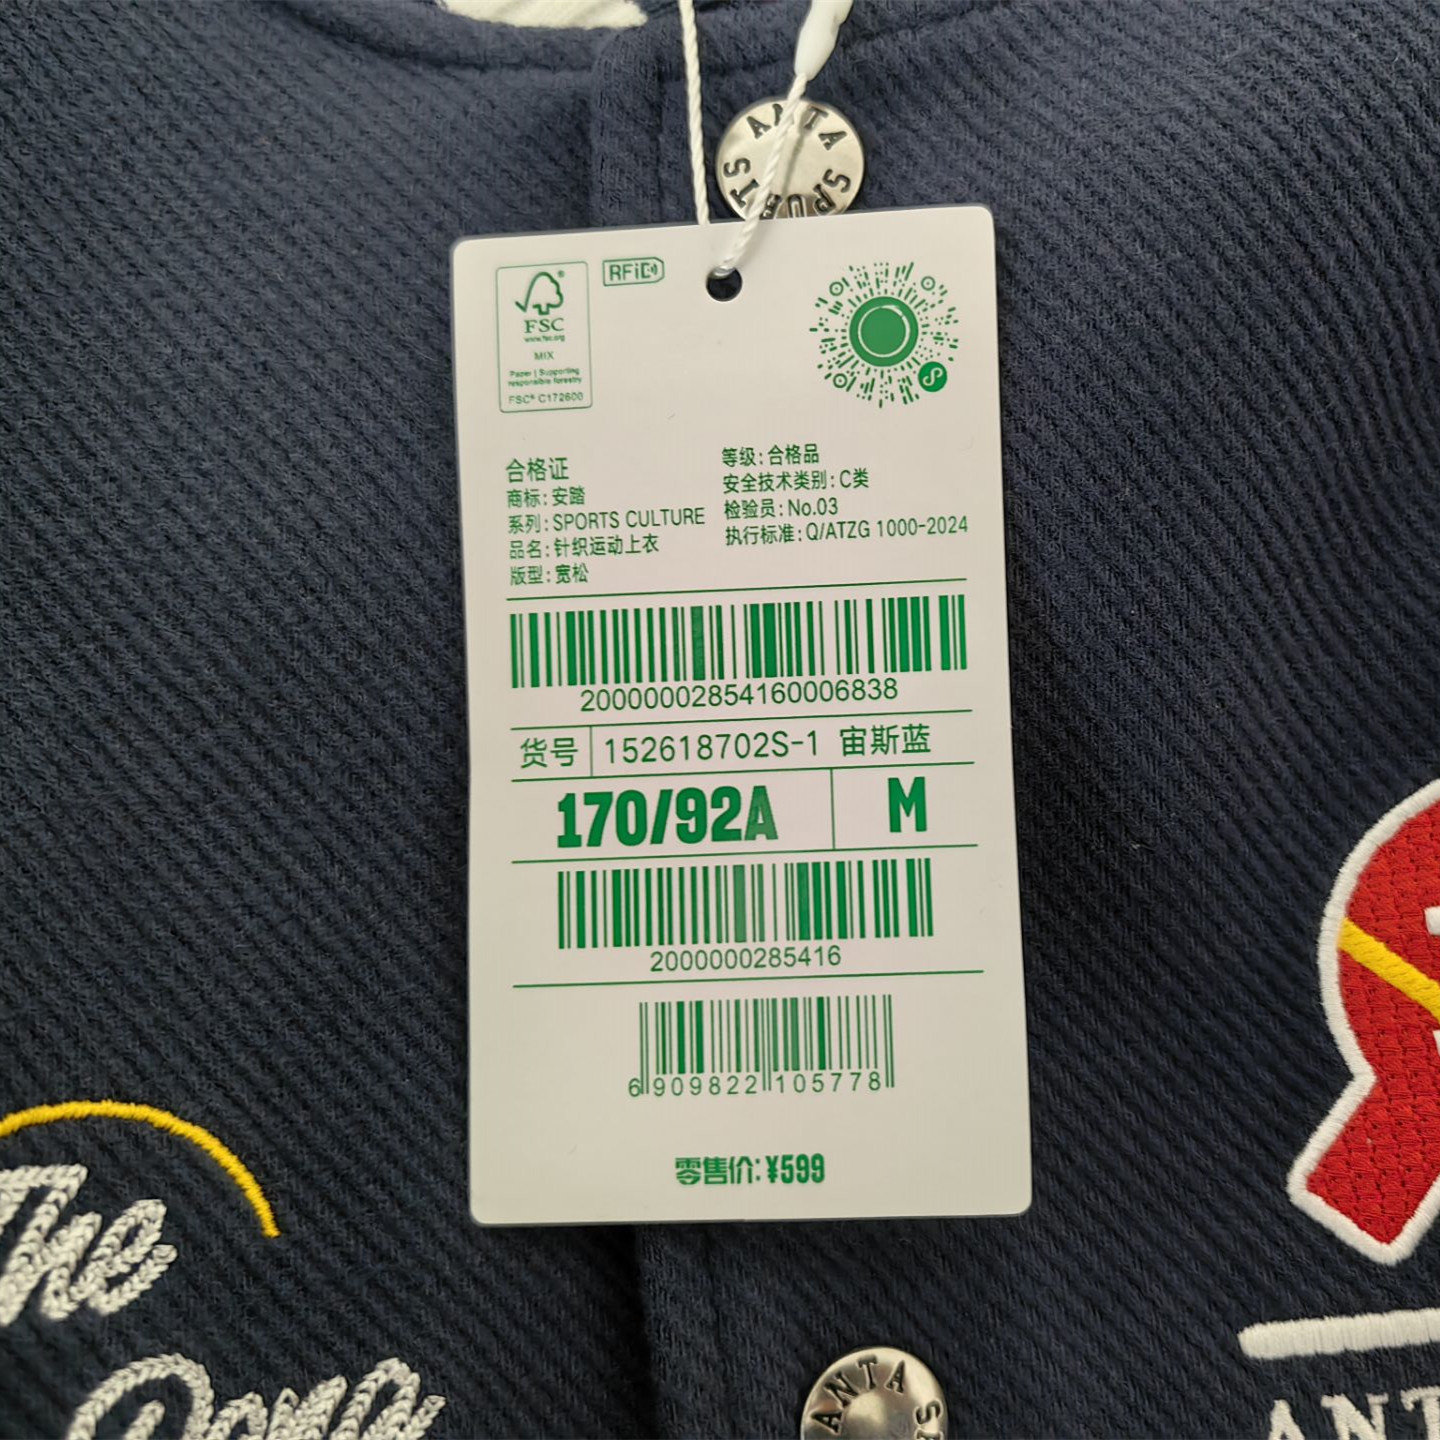 ANTA SPORTS
RFID
FSC
www.fsc.org
MIX
Paper | Supporting
responsible forestry
FSC® C172600
合格证
商标:安踏
系列:SPORTS CULTURE
品名:针织运动上衣
版型:宽松
等级:合格品
安全技术类别:C类
检验员:No.03
执行标准:Q/ATZG 1000-2024
20000002854160006838
货号 152618702S-1 宙斯蓝
170/92A M
2000000285416
6 909822 105778
零售价:¥599
The
ANTA
ANT